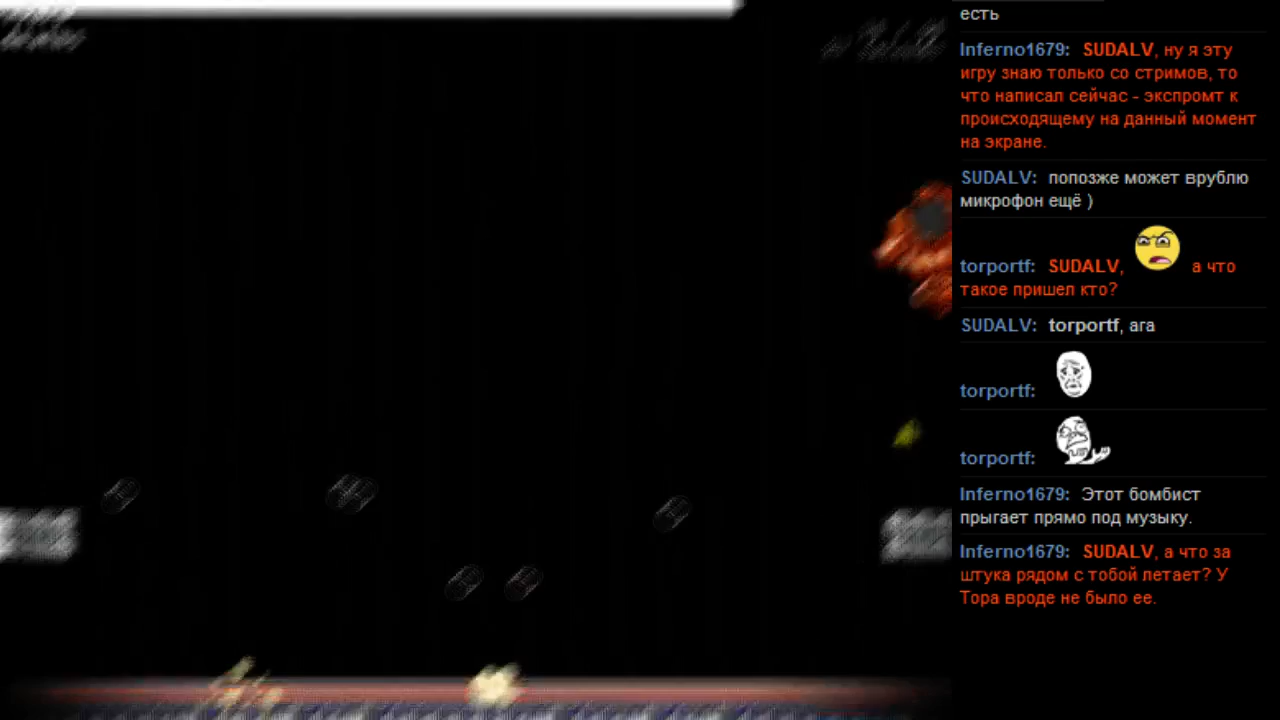 есть
Inferno1679: SUDALV, ну я эту
игру знаю только со стримов, то
что написал сейчас - экспромт к
происходящему на данный момент
на экране.
SUDALV: попозже может врублю
микрофон ещё )
torportf: SUDALV, а что
такое пришел кто?
SUDALV: torportf, ага
torportf:
torportf:
Inferno1679: Этот бомбист
прыгает прямо под музыку.
Inferno1679: SUDALV, а что за
штука рядом с тобой летает? У
Тора вроде не было ее.